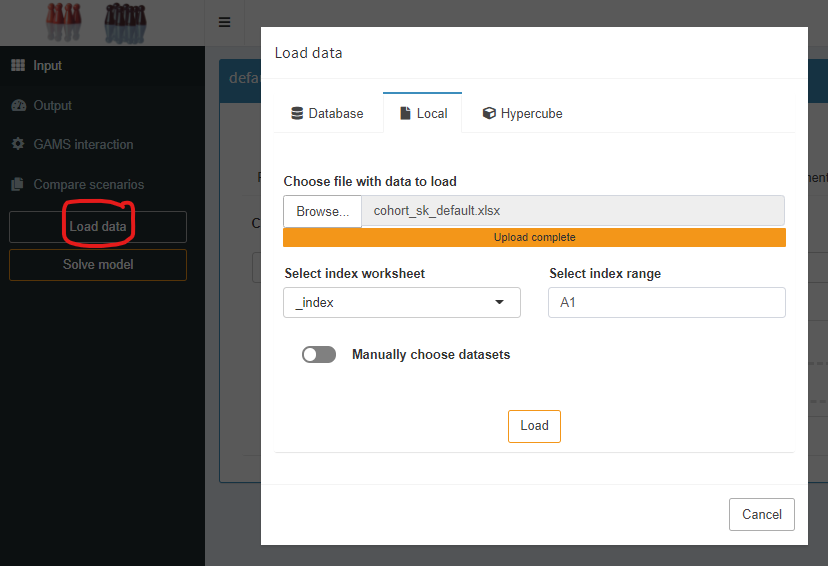 Input
Output
GAMS interaction
Compare scenarios
Load data
Solve model
defau
Load data
Database
Local
Hypercube
Choose file with data to load
Browse...
cohort_sk_default.xlsx
Upload complete
Select index worksheet
Select index range
_index
A1
Manually choose datasets
Load
Cancel
ment
C